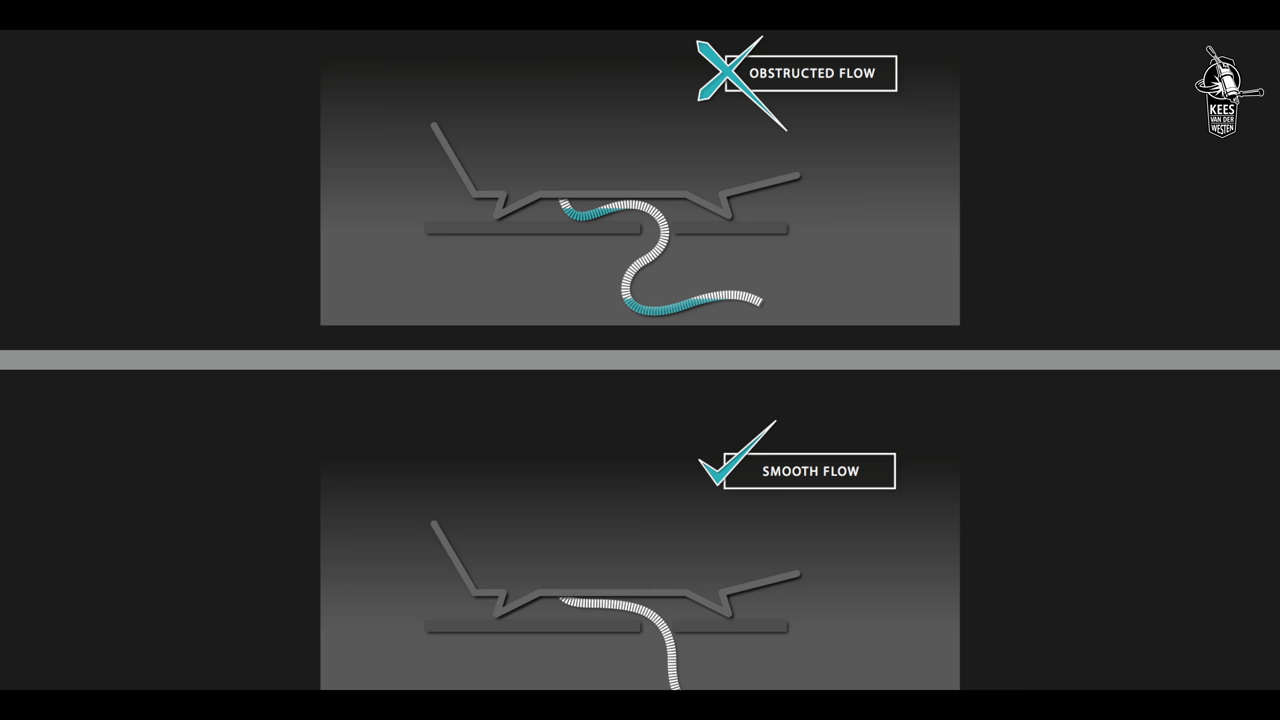 OBSTRUCTED FLOW
KEES
VAN DER
WESTEN
SMOOTH FLOW